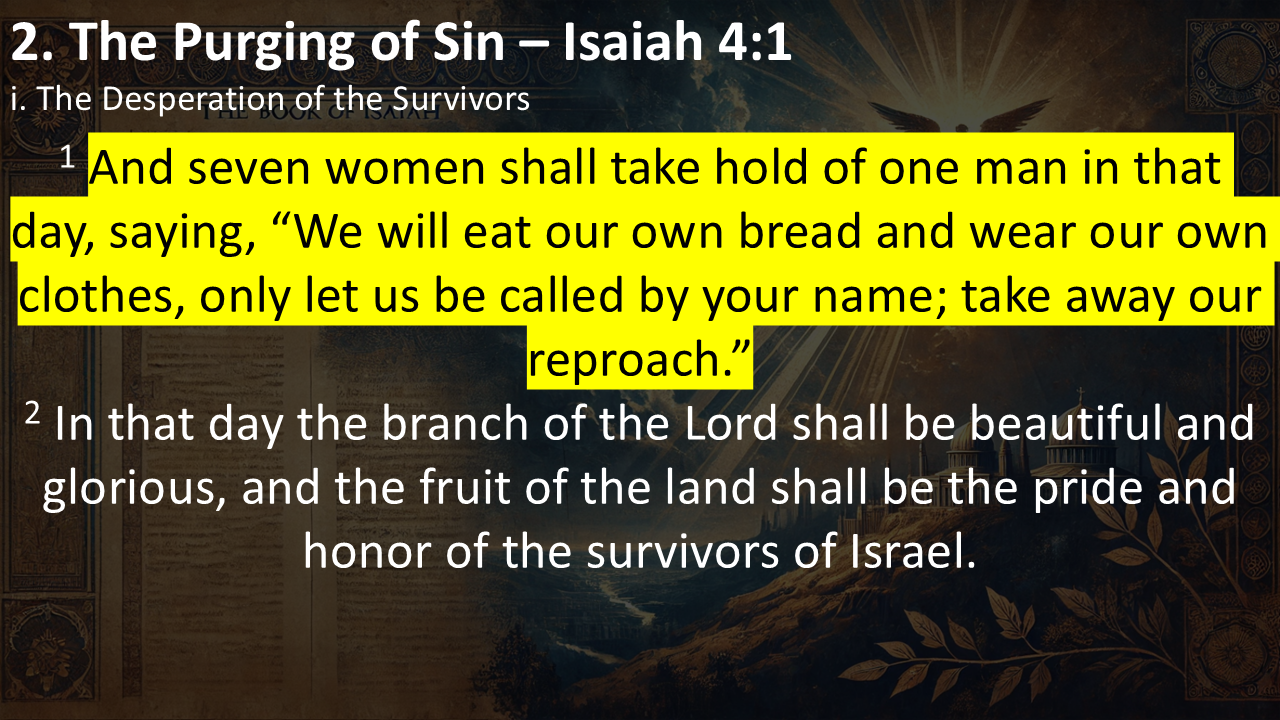 2. The Purging of Sin – Isaiah 4:1
i. The Desperation of the Survivors
THE BOOK OF ISAIAH
1 And seven women shall take hold of one man in that
day, saying, “We will eat our own bread and wear our own
clothes, only let us be called by your name; take away our
reproach.”
2 In that day the branch of the Lord shall be beautiful and
glorious, and the fruit of the land shall be the pride and
honor of the survivors of Israel.